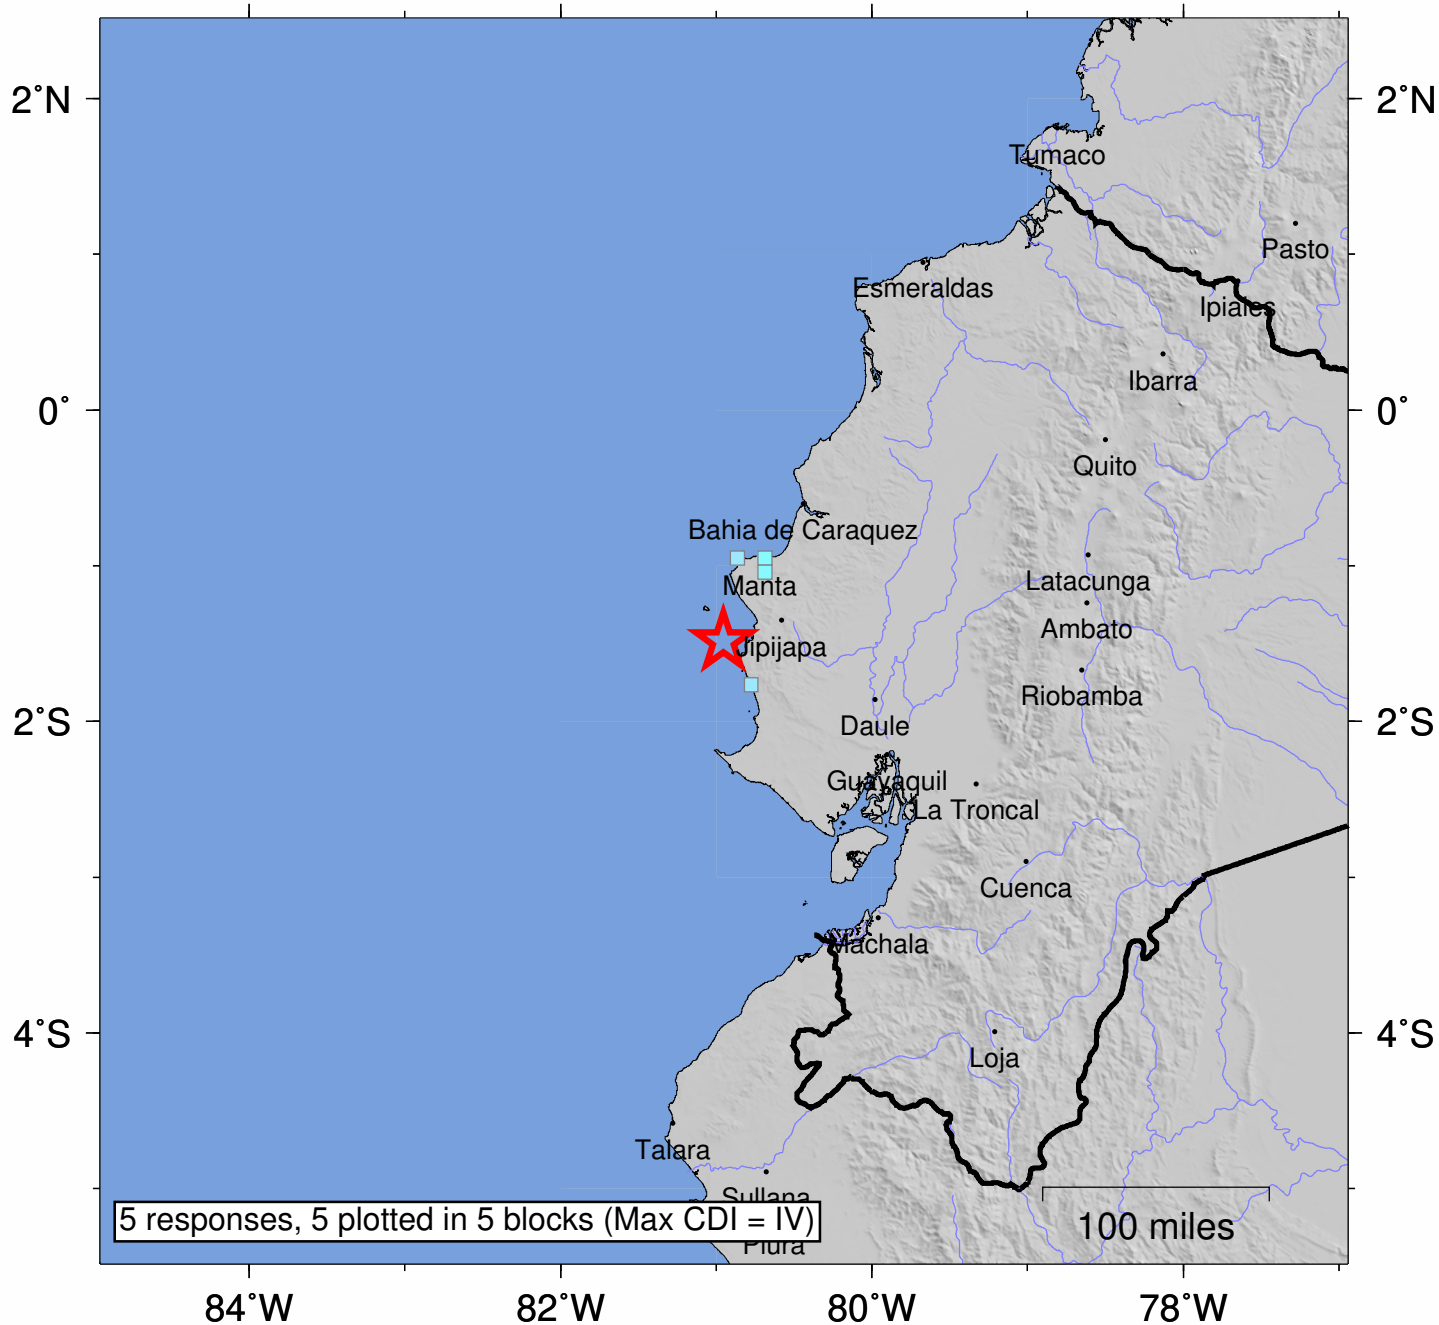 2°N
2°N
Tumaco
Pasto
Esmeraldas
Ipiales
Ibarra
0°
0°
Quito
Bahia de Caraquez
Latacunga
Manta
Ambato
Jipijapa
Riobamba
2°S
2°S
Daule
Guayaquil
La Troncal
Cuenca
Machala
4°S
4°S
Loja
Talara
Sullana
5 responses, 5 plotted in 5 blocks (Max CDI = IV)
100 miles
Piura
84°W
82°W
80°W
78°W